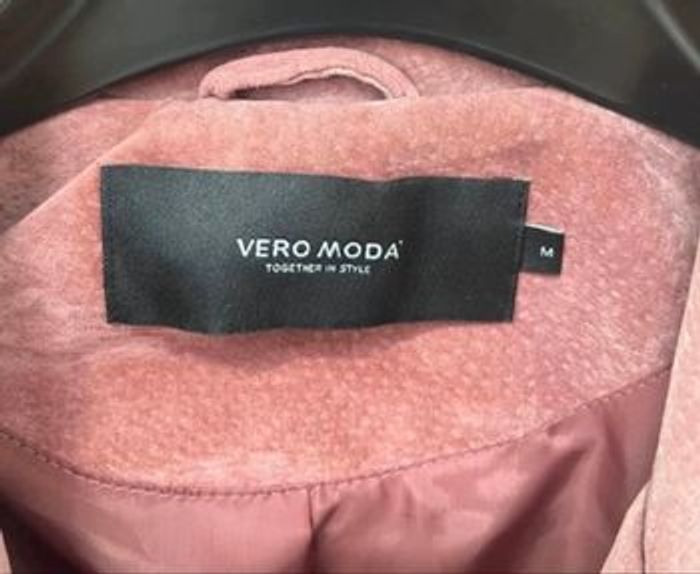 VERO MODA
TOGETHER IN STYLE
M